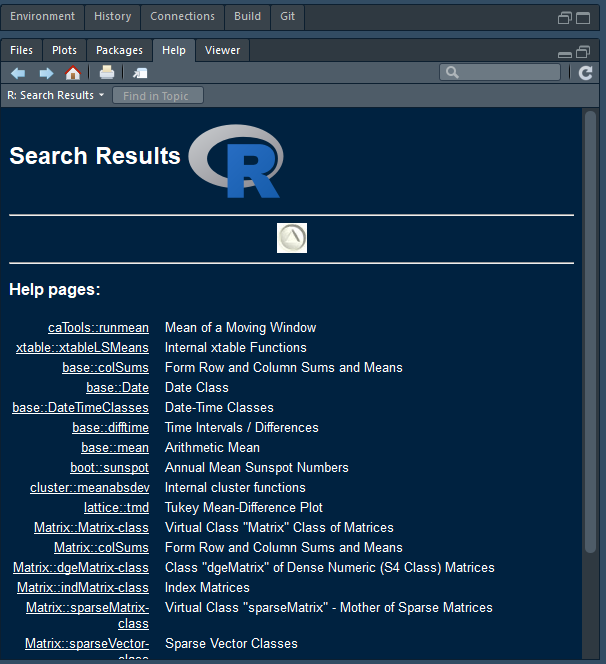 Environment History Connections Build Git
Files Plots Packages Help Viewer
R: Search Results Find in Topic
Search Results R
Help pages:
caTools::runmean Mean of a Moving Window
xtable::xtableLSMeans Internal xtable Functions
base::colSums Form Row and Column Sums and Means
base::Date Date Class
base::DateTimeClasses Date-Time Classes
base::difftime Time Intervals / Differences
base::mean Arithmetic Mean
boot::sunspot Annual Mean Sunspot Numbers
cluster::meanabsdev Internal cluster functions
lattice::tmd Tukey Mean-Difference Plot
Matrix::Matrix-class Virtual Class "Matrix" Class of Matrices
Matrix::colSums Form Row and Column Sums and Means
Matrix::dgeMatrix-class Class "dgeMatrix" of Dense Numeric (S4 Class) Matrices
Matrix::indMatrix-class Index Matrices
Matrix::sparseMatrix- Virtual Class "sparseMatrix" - Mother of Sparse Matrices
class
Matrix::sparseVector- Sparse Vector Classes
class